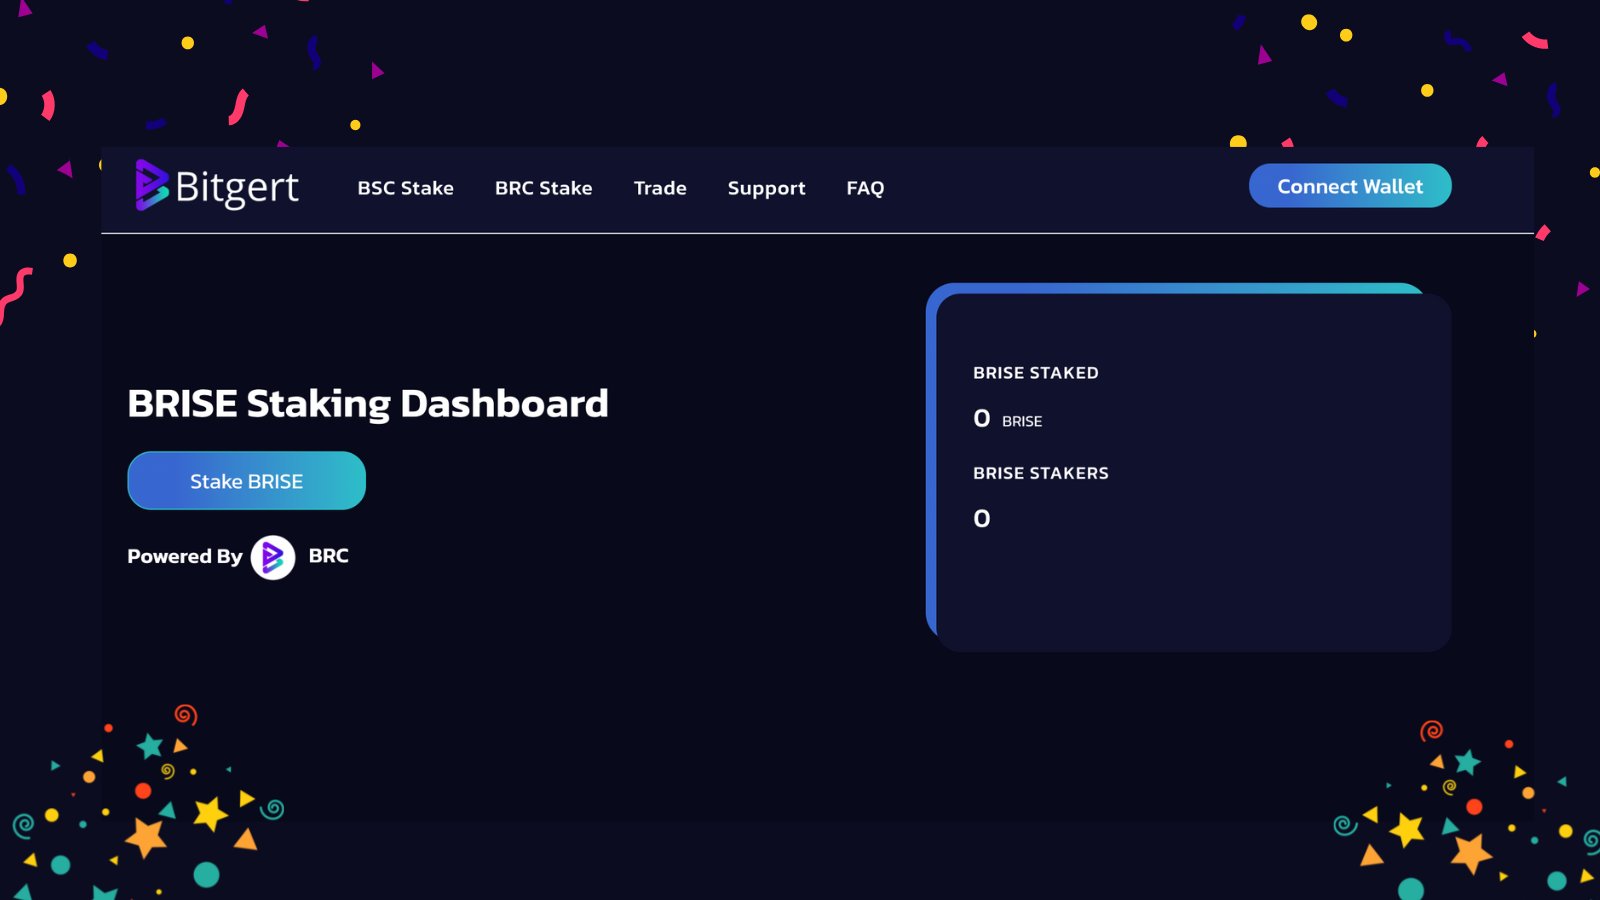 Bitgert BSC Stake BRC Stake Trade Support FAQ Connect Wallet
BRISE Staking Dashboard
Stake BRISE
Powered By BRC
BRISE STAKED
0 BRISE
BRISE STAKERS
0